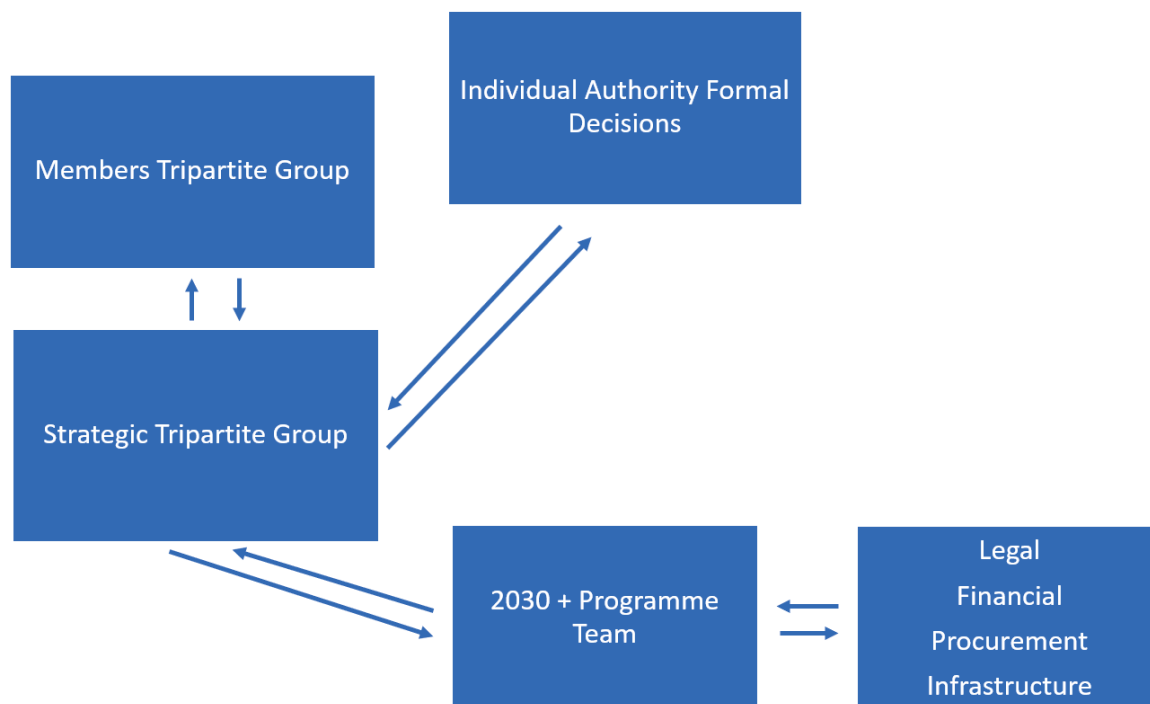 Individual Authority Formal
Decisions
Members Tripartite Group
Strategic Tripartite Group
2030 + Programme
Team
Legal
Financial
Procurement
Infrastructure